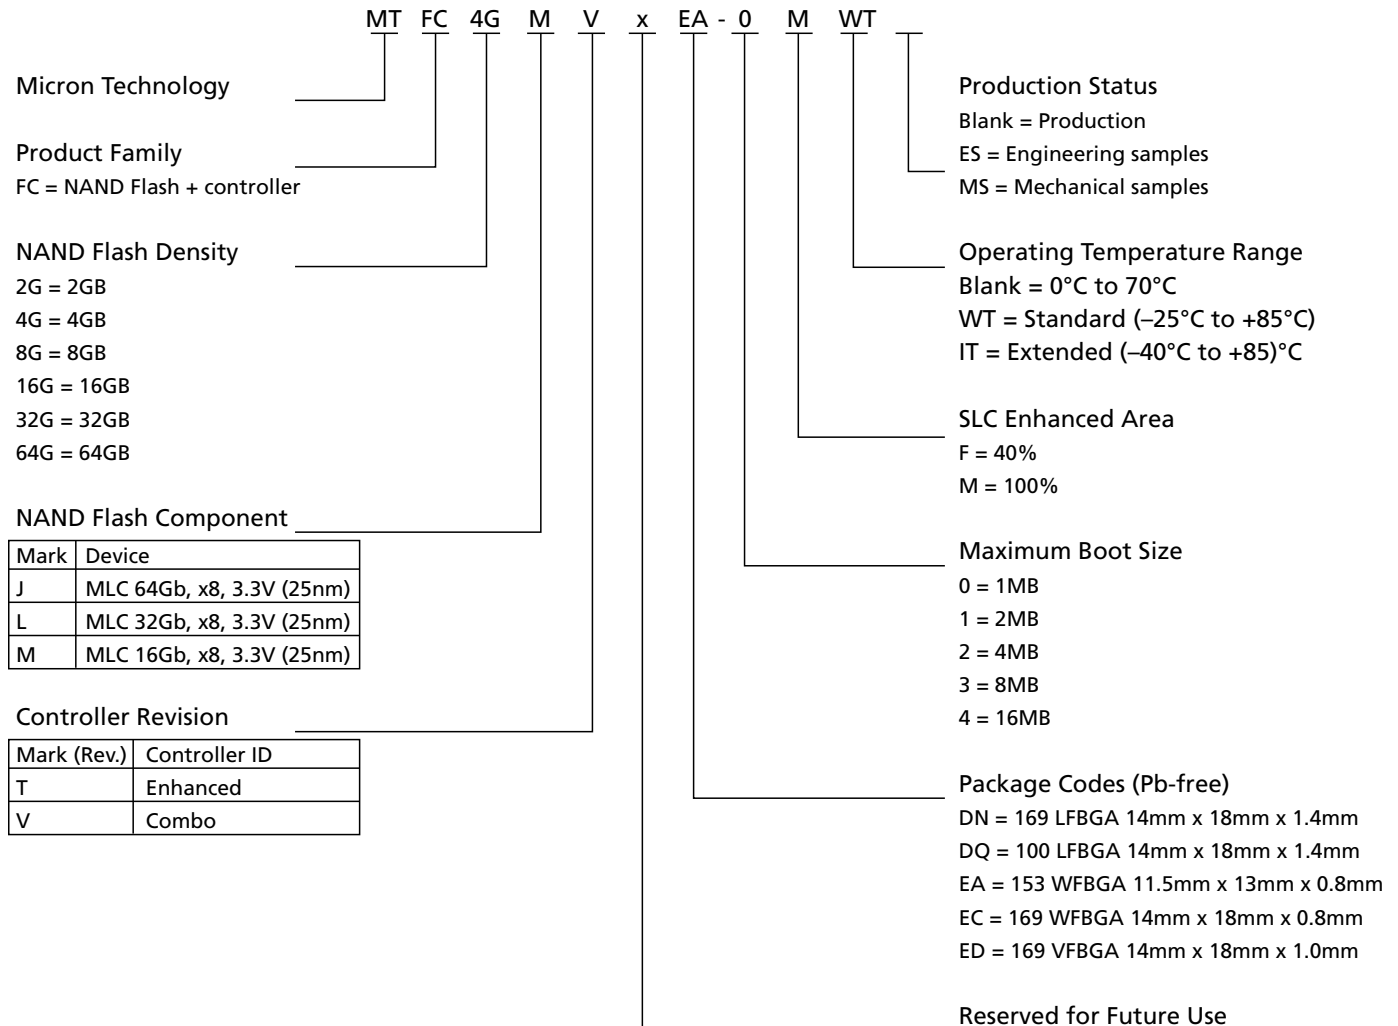 MT FC 4G M V x EA - 0 M WT
Micron Technology
Product Family
FC = NAND Flash + controller
NAND Flash Density
2G = 2GB
4G = 4GB
8G = 8GB
16G = 16GB
32G = 32GB
64G = 64GB
NAND Flash Component
Mark Device
J MLC 64Gb, x8, 3.3V (25nm)
L MLC 32Gb, x8, 3.3V (25nm)
M MLC 16Gb, x8, 3.3V (25nm)
Controller Revision
Mark (Rev.) Controller ID
T Enhanced
V Combo
Production Status
Blank = Production
ES = Engineering samples
MS = Mechanical samples
Operating Temperature Range
Blank = 0°C to 70°C
WT = Standard (–25°C to +85°C)
IT = Extended (–40°C to +85)°C
SLC Enhanced Area
F = 40%
M = 100%
Maximum Boot Size
0 = 1MB
1 = 2MB
2 = 4MB
3 = 8MB
4 = 16MB
Package Codes (Pb-free)
DN = 169 LFBGA 14mm x 18mm x 1.4mm
DQ = 100 LFBGA 14mm x 18mm x 1.4mm
EA = 153 WFBGA 11.5mm x 13mm x 0.8mm
EC = 169 WFBGA 14mm x 18mm x 0.8mm
ED = 169 VFBGA 14mm x 18mm x 1.0mm
Reserved for Future Use